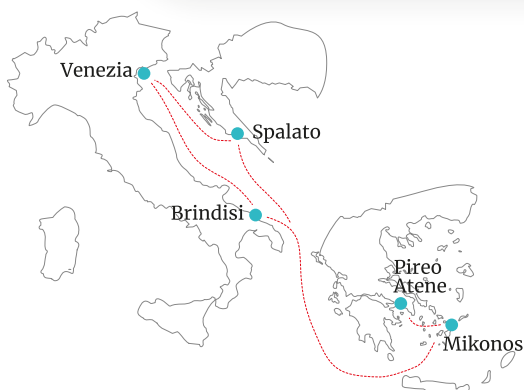 Venezia
Spalato
Brindisi
Pireo
Atene
Mikonos